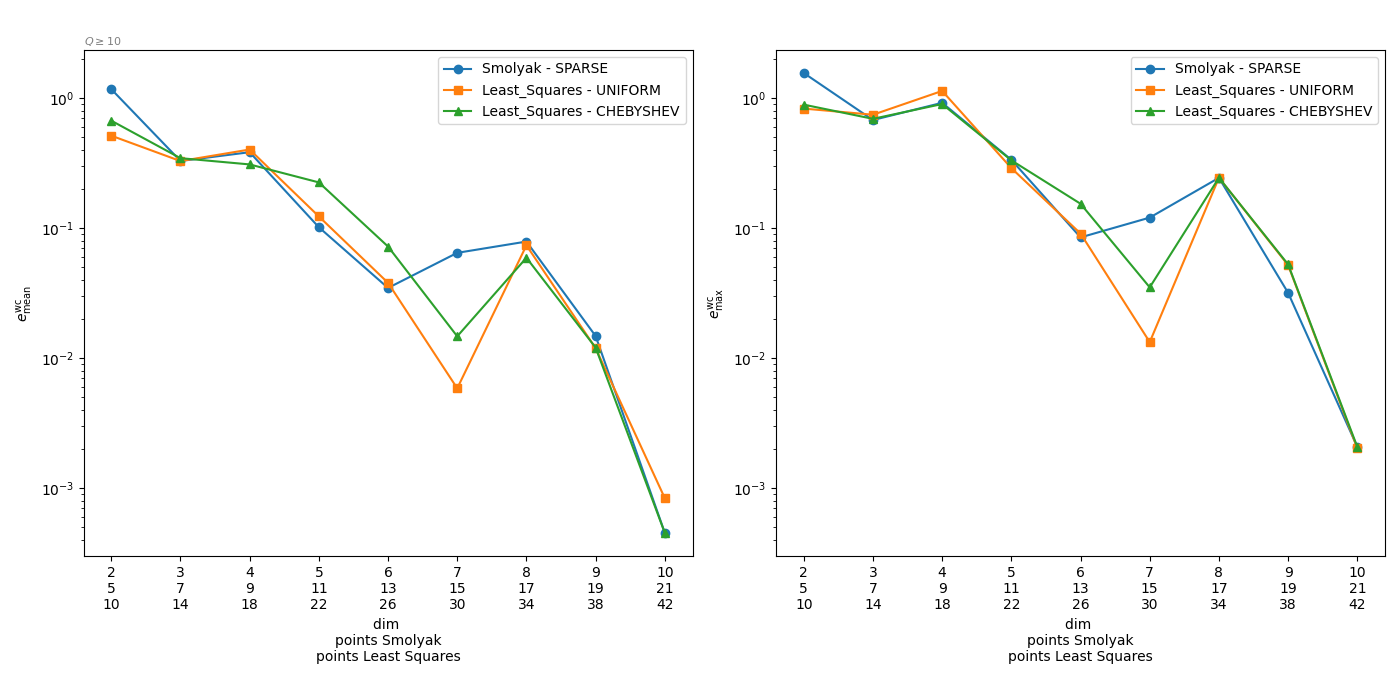 Q ≥ 10
Smolyak - SPARSE
Least_Squares - UNIFORM
Least_Squares - CHEBYSHEV
10⁰
10⁻¹
10⁻²
10⁻³
e^wc_mean
2 3 4 5 6 7 8 9 10
5 7 9 11 13 15 17 19 21
10 14 18 22 26 30 34 38 42
dim
points Smolyak
points Least Squares
Smolyak - SPARSE
Least_Squares - UNIFORM
Least_Squares - CHEBYSHEV
10⁰
10⁻¹
10⁻²
10⁻³
e^wc_max
2 3 4 5 6 7 8 9 10
5 7 9 11 13 15 17 19 21
10 14 18 22 26 30 34 38 42
dim
points Smolyak
points Least Squares